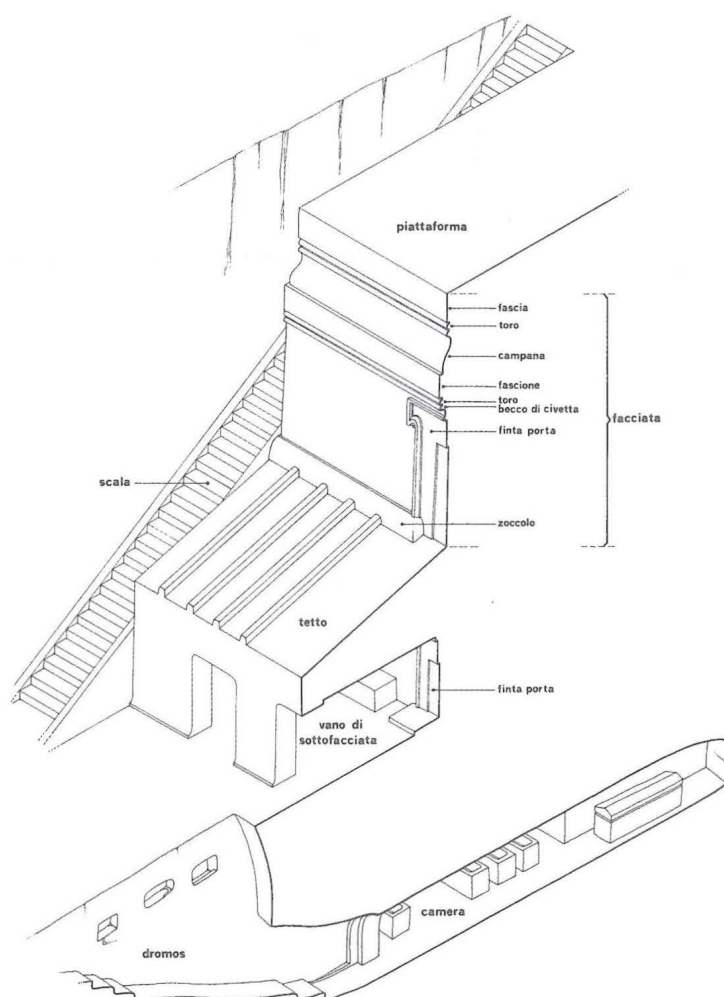 piattaforma
fascia
toro
campana
fascione
toro
becco di civetta
finta porta
facciata
scala
zoccolo
tetto
finta porta
vano di
sottofacciata
camera
dromos